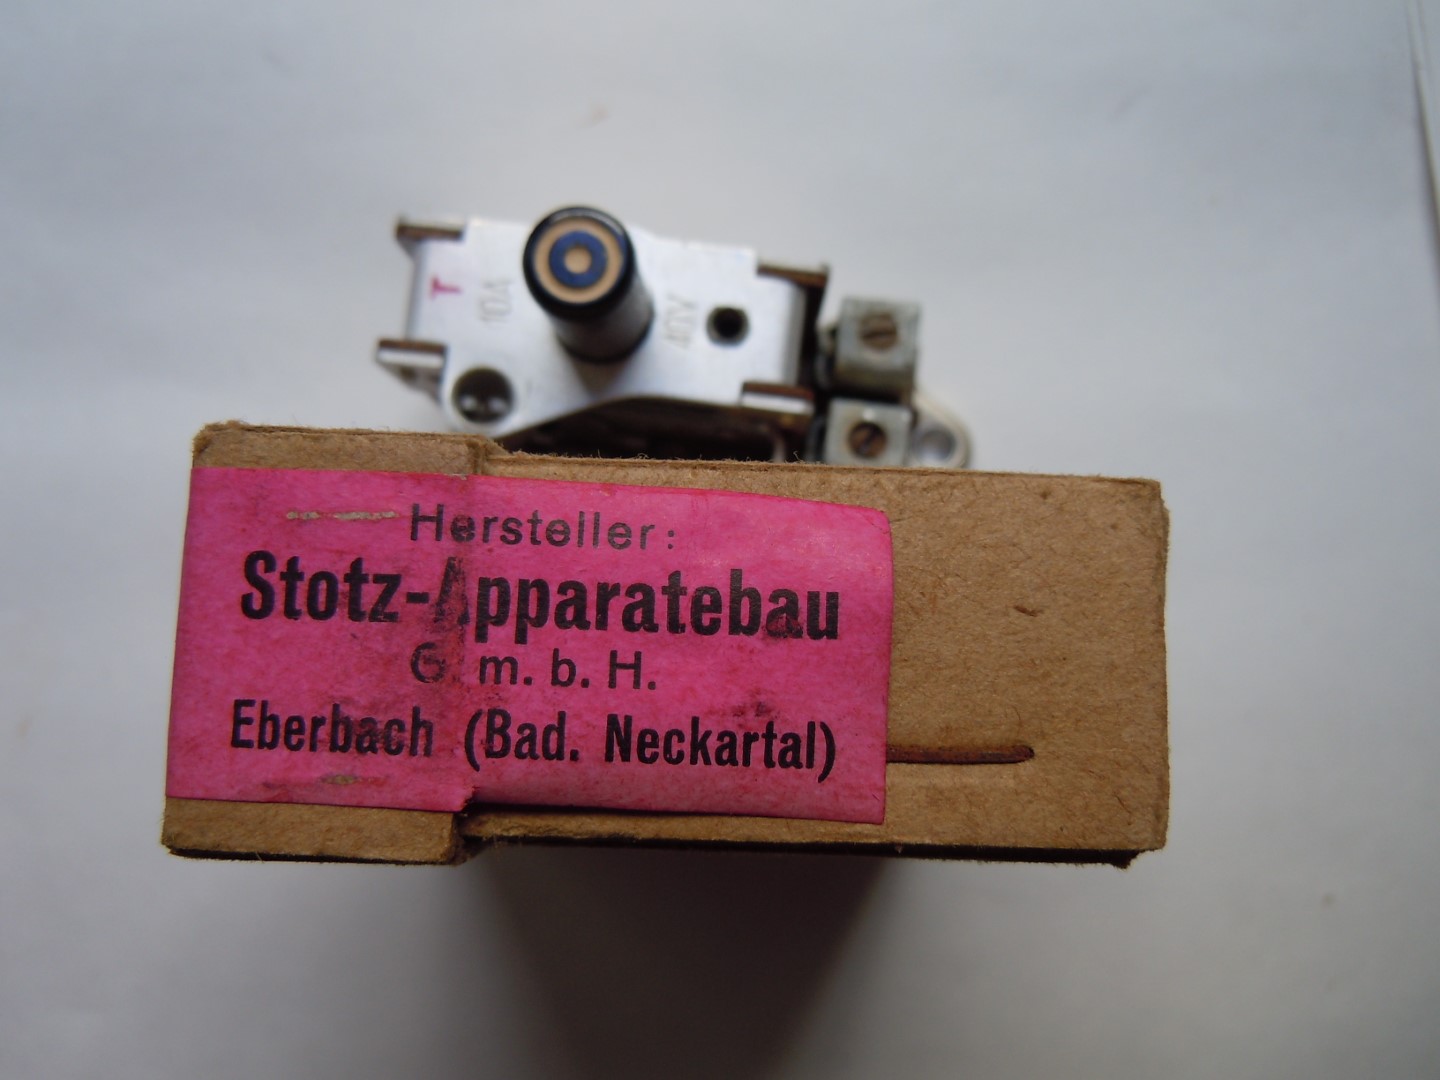 T
10A
40V
Hersteller:
Stotz-Apparatebau
G. m. b. H.
Eberbach (Bad. Neckartal)